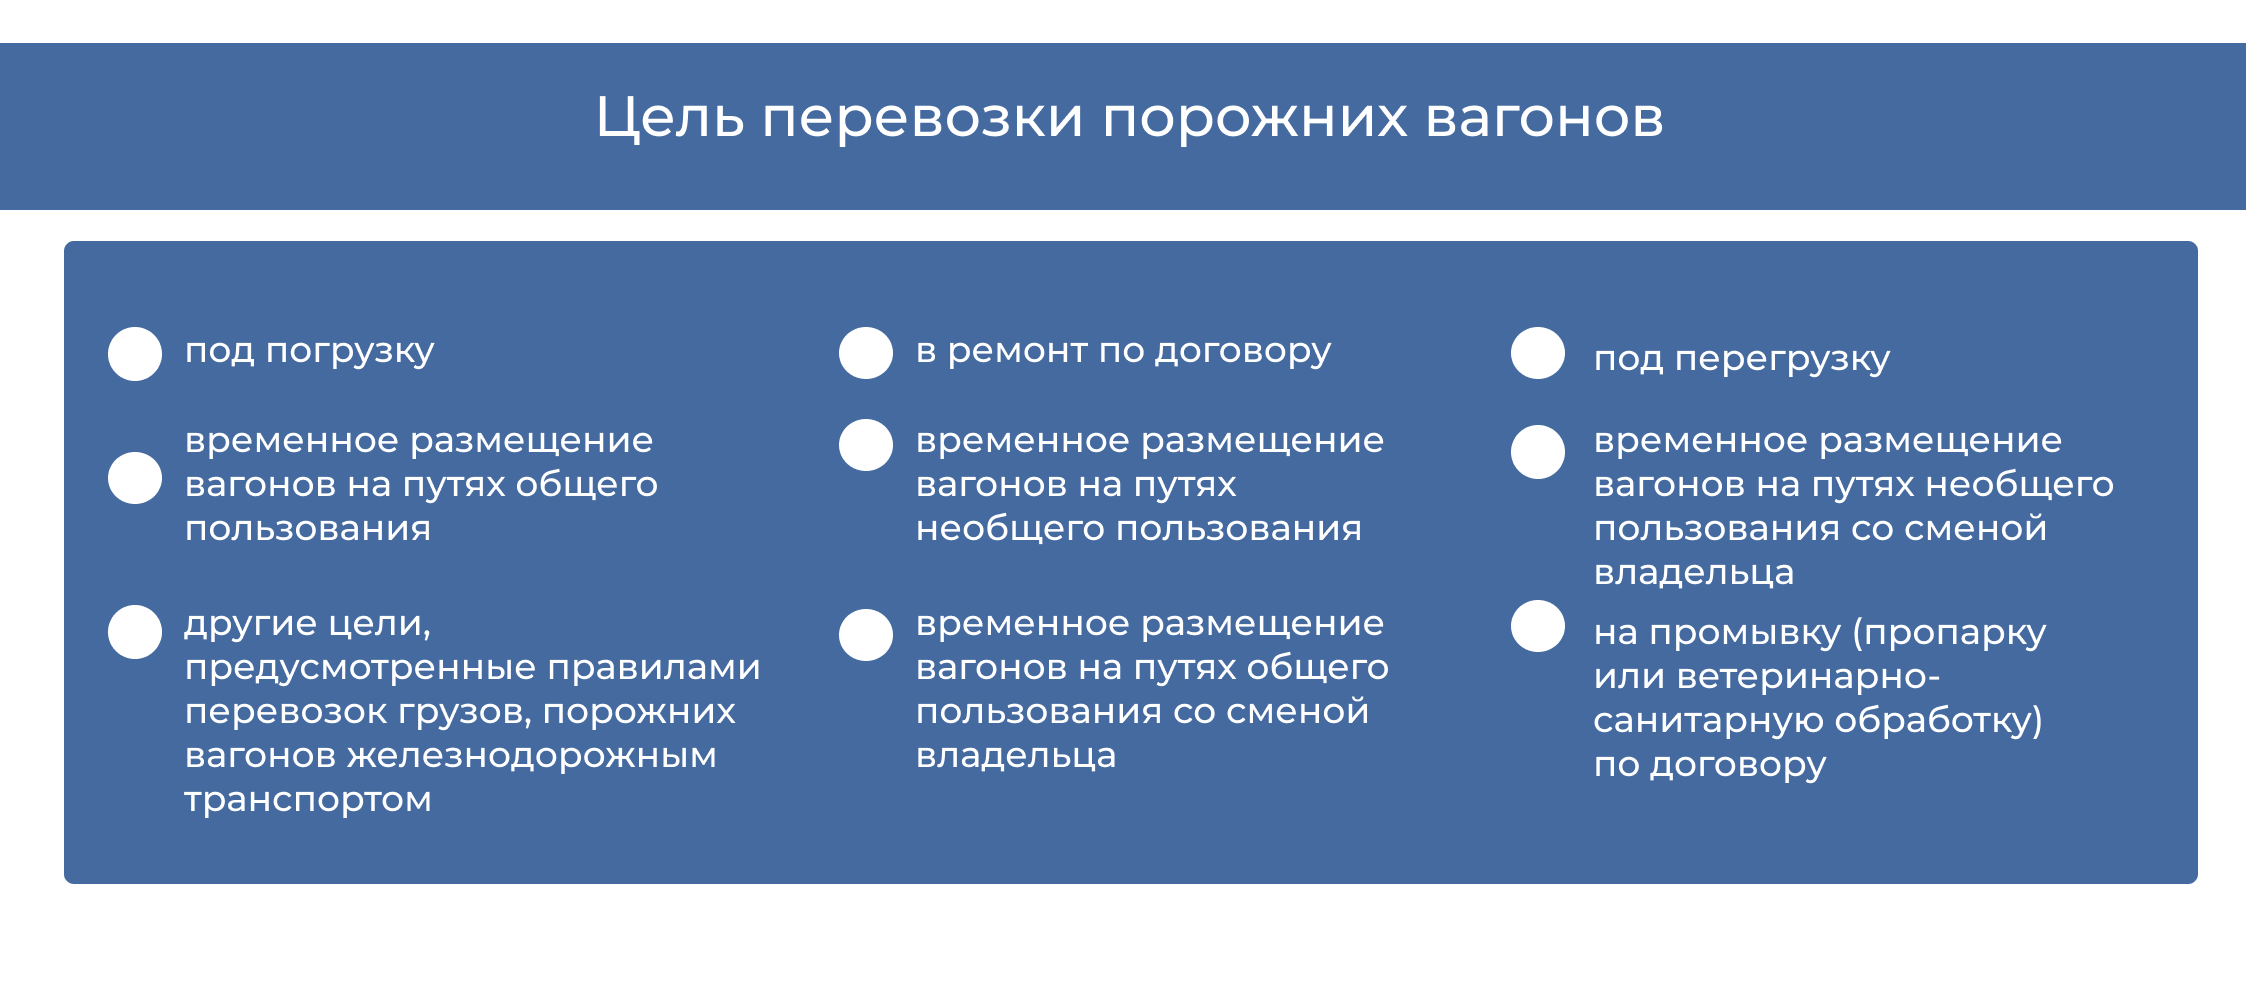 Цель перевозки порожних вагонов
под погрузку
в ремонт по договору
под перегрузку
временное размещение
вагонов на путях общего
пользования
временное размещение
вагонов на путях
необщего пользования
временное размещение
вагонов на путях необщего
пользования со сменой
владельца
другие цели,
предусмотренные правилами
перевозок грузов, порожних
вагонов железнодорожным
транспортом
временное размещение
вагонов на путях общего
пользования со сменой
владельца
на промывку (пропарку
или ветеринарно-
санитарную обработку)
по договору